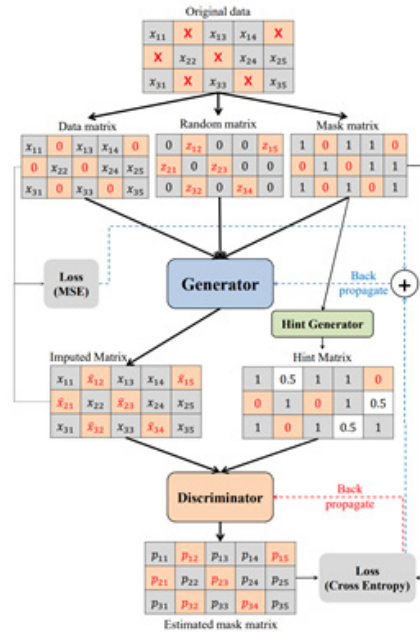 Original data
x₁₁ X x₁₃ x₁₄ X
X x₂₂ X x₂₄ x₂₅
x₃₁ X x₃₃ X x₃₅
Data matrix Random matrix Mask matrix
x₁₁ 0 x₁₃ x₁₄ 0 0 z₁₂ 0 0 z₁₅ 1 0 1 1 0
0 x₂₂ 0 x₂₄ x₂₅ z₂₁ 0 z₂₃ 0 0 0 1 0 1 1
x₃₁ 0 x₃₃ 0 x₃₅ 0 z₃₂ 0 z₃₄ 0 1 0 1 0 1
Loss
(MSE)
Generator
Back
propagate
+
Hint Generator
Imputed Matrix Hint Matrix
x₁₁ x̄₁₂ x₁₃ x₁₄ x̄₁₅ 1 0.5 1 1 0
x̄₂₁ x₂₂ x̄₂₃ x₂₄ x₂₅ 0 1 0 1 0.5
x₃₁ x̄₃₂ x₃₃ x̄₃₄ x₃₅ 1 0 1 0.5 1
Discriminator
Back
propagate
p₁₁ p₁₂ p₁₃ p₁₄ p₁₅
p₂₁ p₂₂ p₂₃ p₂₄ p₂₅
p₃₁ p₃₂ p₃₃ p₃₄ p₃₅
Loss
(Cross Entropy)
Estimated mask matrix